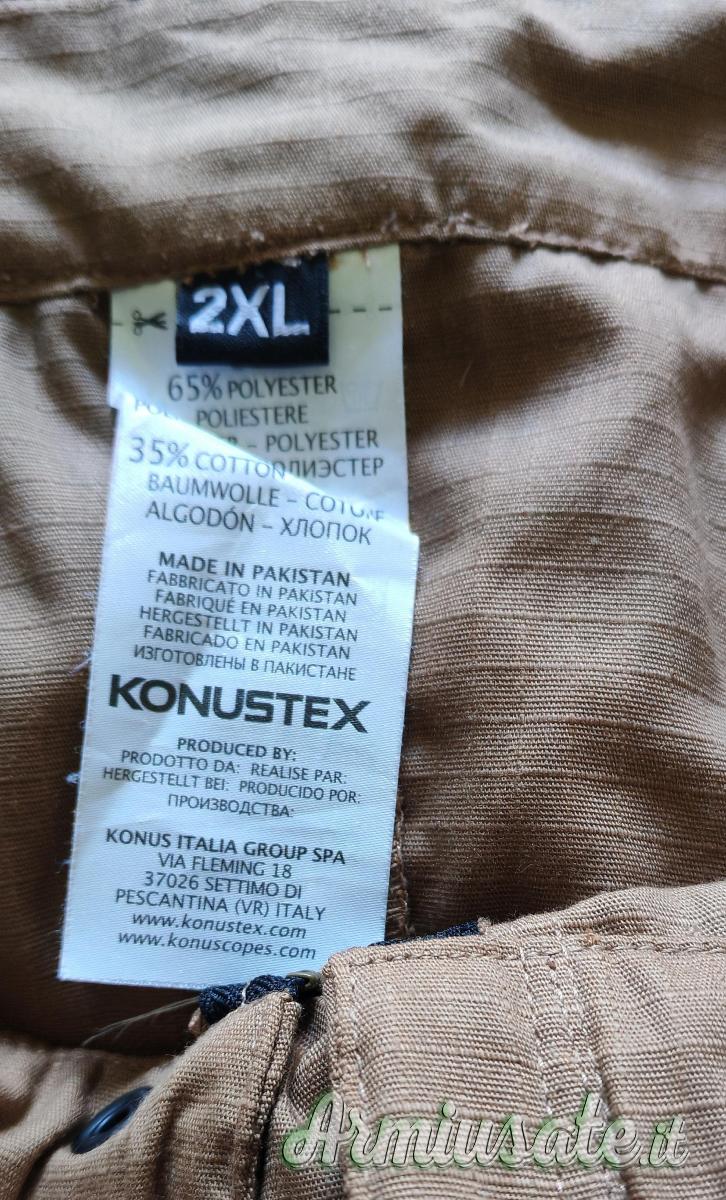 2XL
65% POLYESTER
POLIESTERE
– POLYESTER
35% COTTON ЛИЭСТЕР
BAUMWOLLE – COTONE
ALGODÓN – ХЛОПОК
MADE IN PAKISTAN
FABBRICATO IN PAKISTAN
FABRIQUÉ EN PAKISTAN
HERGESTELLT IN PAKISTAN
FABRICADO EN PAKISTAN
ИЗГОТОВЛЕНЫ В ПАКИСТАНЕ
KONUSTEX
PRODUCED BY:
PRODOTTO DA: REALISE PAR:
HERGESTELLT BEI: PRODUCIDO POR:
ПРОИЗВОДСТВА:
KONUS ITALIA GROUP SPA
VIA FLEMING 18
37026 SETTIMO DI
PESCANTINA (VR) ITALY
www.konustex.com
www.konuscopes.com
Armiusate.it